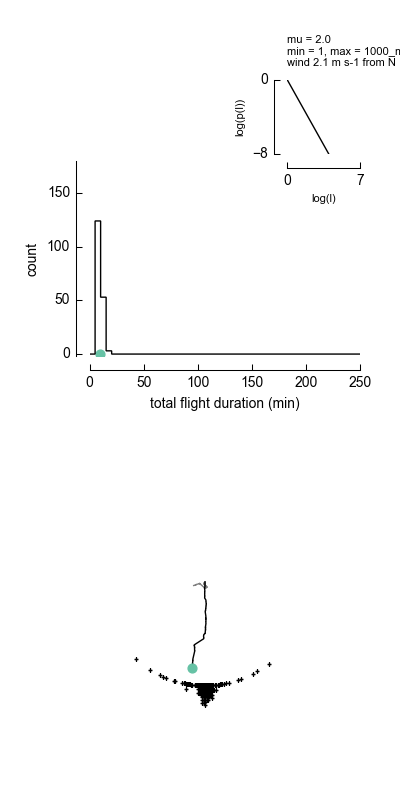 mu = 2.0
min = 1, max = 1000_m
wind 2.1 m s-1 from N
0
log(p(l))
−8
0 7
log(l)
150
100
count
50
0
0 50 100 150 200 250
total flight duration (min)